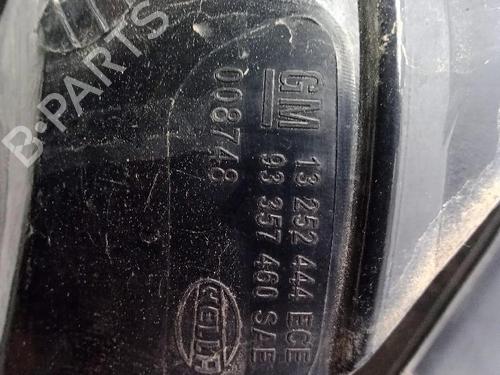 GM 13 252 444 ECE
93 357 460 SAE
008748
HELLA
B-PARTS